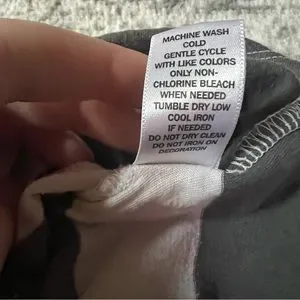 MACHINE WASH
COLD
GENTLE CYCLE
WITH LIKE COLORS
ONLY NON-
CHLORINE BLEACH
WHEN NEEDED
TUMBLE DRY LOW
COOL IRON
IF NEEDED
DO NOT DRY CLEAN
DO NOT IRON ON
DECORATION